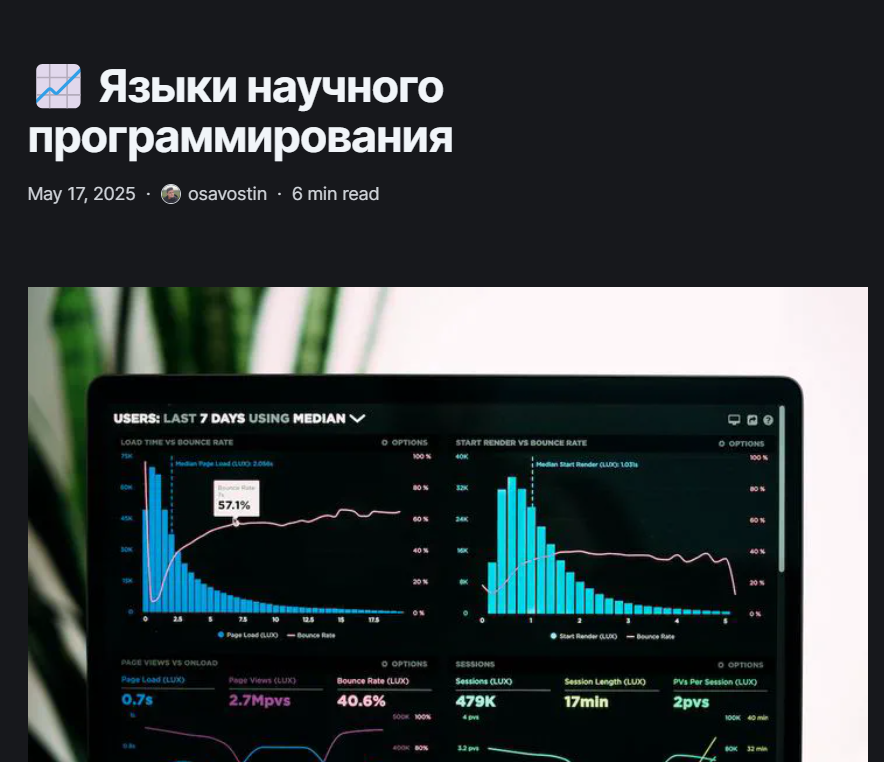 Языки научного
программирования
May 17, 2025 · osavostin · 6 min read
USERS: LAST 7 DAYS USING MEDIAN
LOAD TIME VS BOUNCE RATE
OPTIONS
START RENDER VS BOUNCE RATE
OPTIONS
75K
Median Page Load (LUX): 2.056s
100 %
40K
Median Start Render (LUX): 1.031s
100 %
60K
Bounce Rate
57.1%
80 %
32K
80 %
45K
60 %
24K
60 %
30K
40 %
16K
40 %
15K
20 %
8K
20 %
0
0 %
0
0 %
0 2.5 5 7.5 10 12.5 15 17.5
0 1 2 3 4 5
Page Load (LUX) Bounce Rate
Start Render (LUX) Bounce Rate
PAGE VIEWS VS ONLOAD
OPTIONS
SESSIONS
OPTIONS
Page Load (LUX) Page Views (LUX) Bounce Rate (LUX)
Sessions (LUX) Session Length (LUX) PVs Per Session (LUX)
0.7s 2.7Mpvs 40.6%
479K 17min 2pvs
500K 100%
4 pvs
100K 40 min
400K 80%
3.2 pvs
80K 32 min